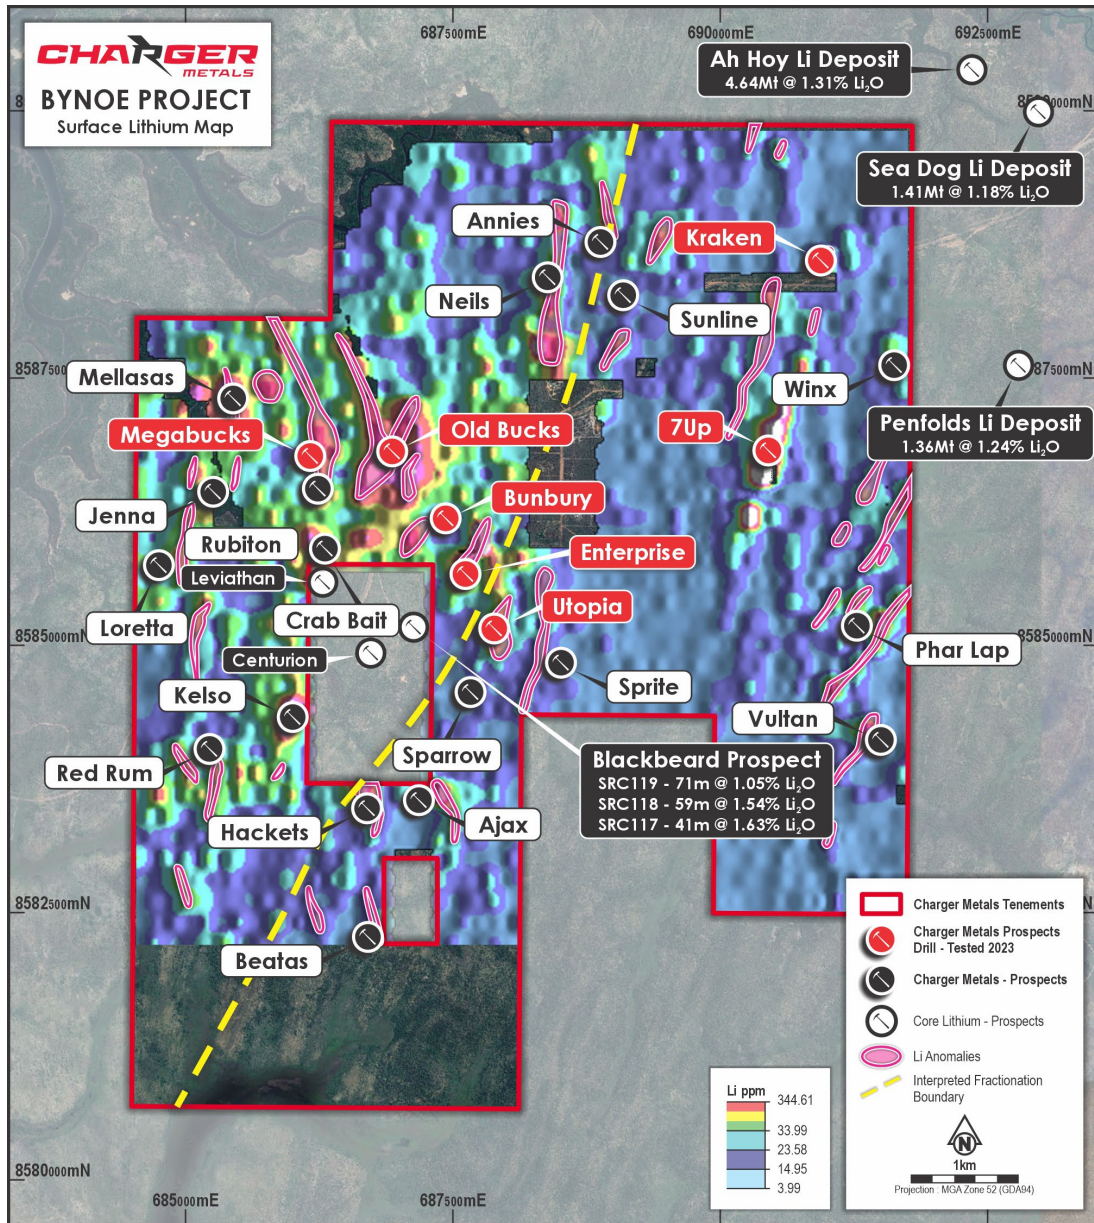 CHARGER
METALS
BYNOE PROJECT
Surface Lithium Map
687500mE
690000mE
692500mE
Ah Hoy Li Deposit
4.64Mt @ 1.31% Li₂O
Sea Dog Li Deposit
1.41Mt @ 1.18% Li₂O
Annies
Kraken
Neils
Sunline
8587500mN
Mellasas
Winx
87500mN
Megabucks
Old Bucks
7Up
Penfolds Li Deposit
1.36Mt @ 1.24% Li₂O
Jenna
Bunbury
Rubiton
Enterprise
Leviathan
Loretta
Crab Bait
Utopia
8585000mN
8585000mN
Centurion
Phar Lap
Kelso
Sprite
Vultan
Sparrow
Red Rum
Blackbeard Prospect
SRC119 - 71m @ 1.05% Li₂O
SRC118 - 59m @ 1.54% Li₂O
SRC117 - 41m @ 1.63% Li₂O
Hackets
Ajax
8582500mN
Beatas
Charger Metals Tenements
Charger Metals Prospects
Drill - Tested 2023
Charger Metals - Prospects
Core Lithium - Prospects
Li Anomalies
Interpreted Fractionation
Boundary
N
1km
Projection : MGA Zone 52 (GDA94)
Li ppm
344.61
33.99
23.58
14.95
3.99
8580000mN
685000mE
687500mE